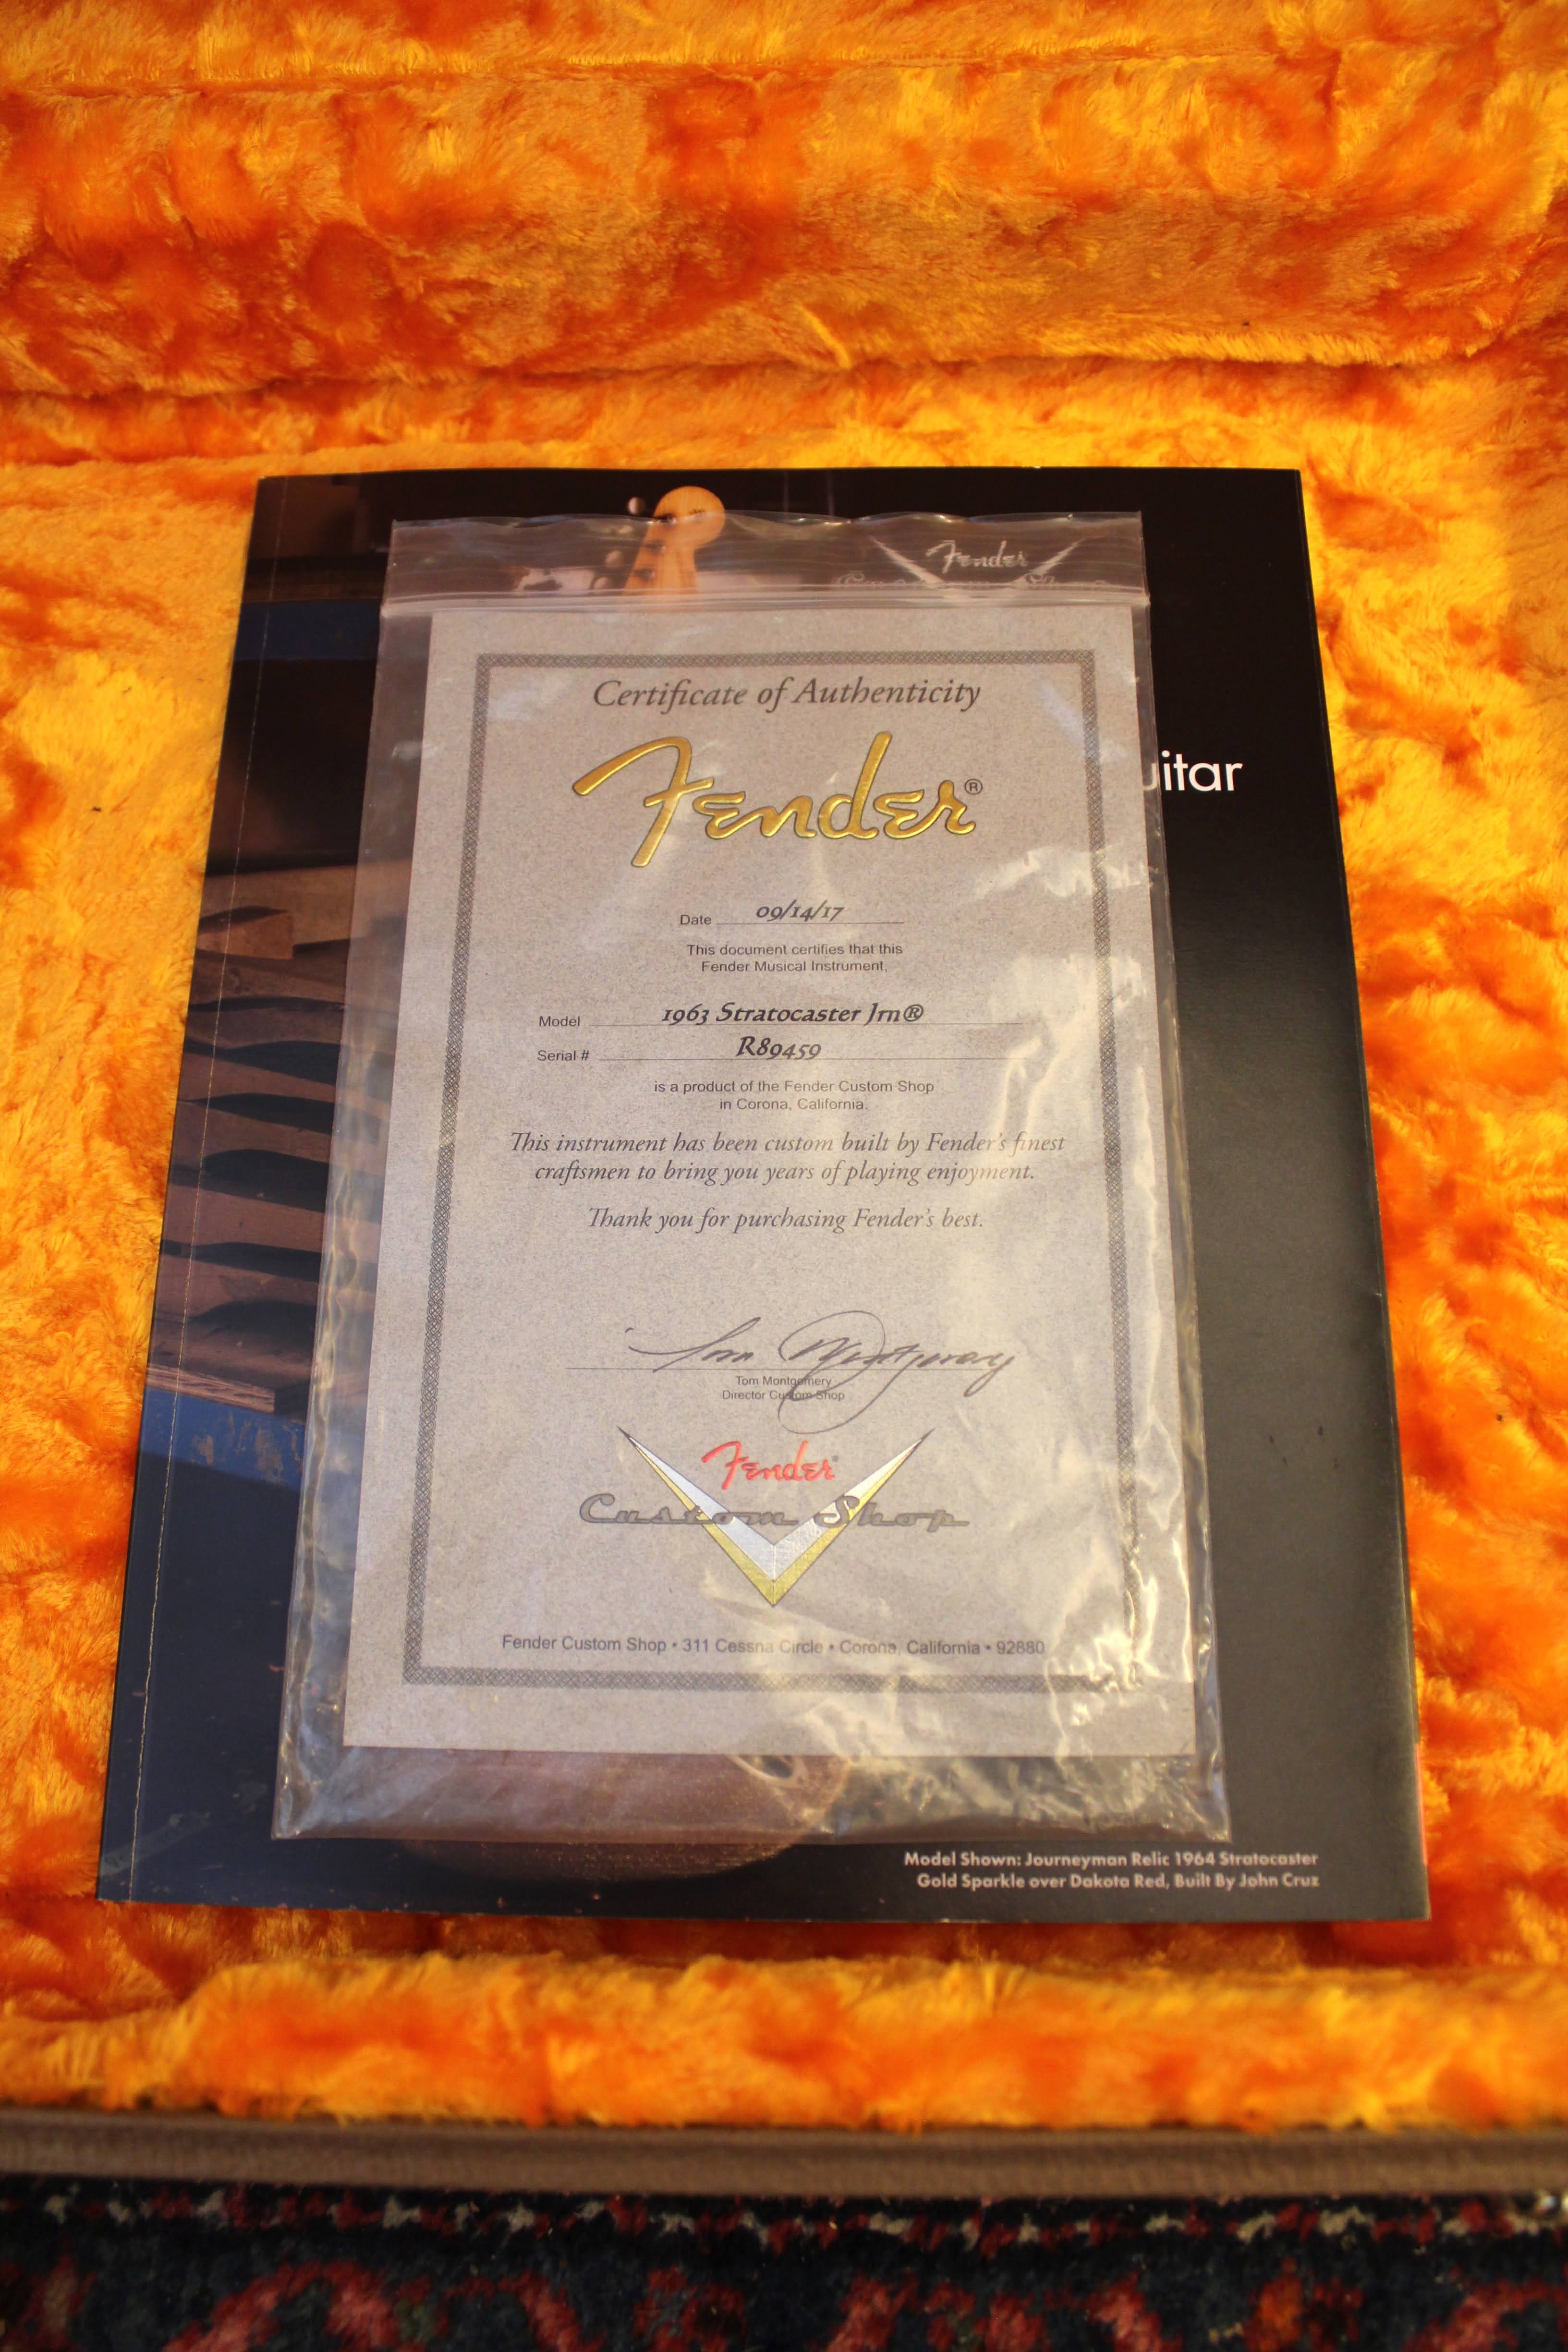 Fender
Custom Shop
Certificate of Authenticity
Fender®
uitar
Date 09/14/17
This document certifies that this
Fender Musical Instrument,
Model 1963 Stratocaster Jrn®
Serial # R89459
is a product of the Fender Custom Shop
in Corona, California.
This instrument has been custom built by Fender's finest
craftsmen to bring you years of playing enjoyment.
Thank you for purchasing Fender's best.
Tom Montgomery
Tom Montgomery
Director Custom Shop
Fender®
Custom Shop
Fender Custom Shop • 311 Cessna Circle • Corona, California • 92880
Model Shown: Journeyman Relic 1964 Stratocaster
Gold Sparkle over Dakota Red, Built By John Cruz